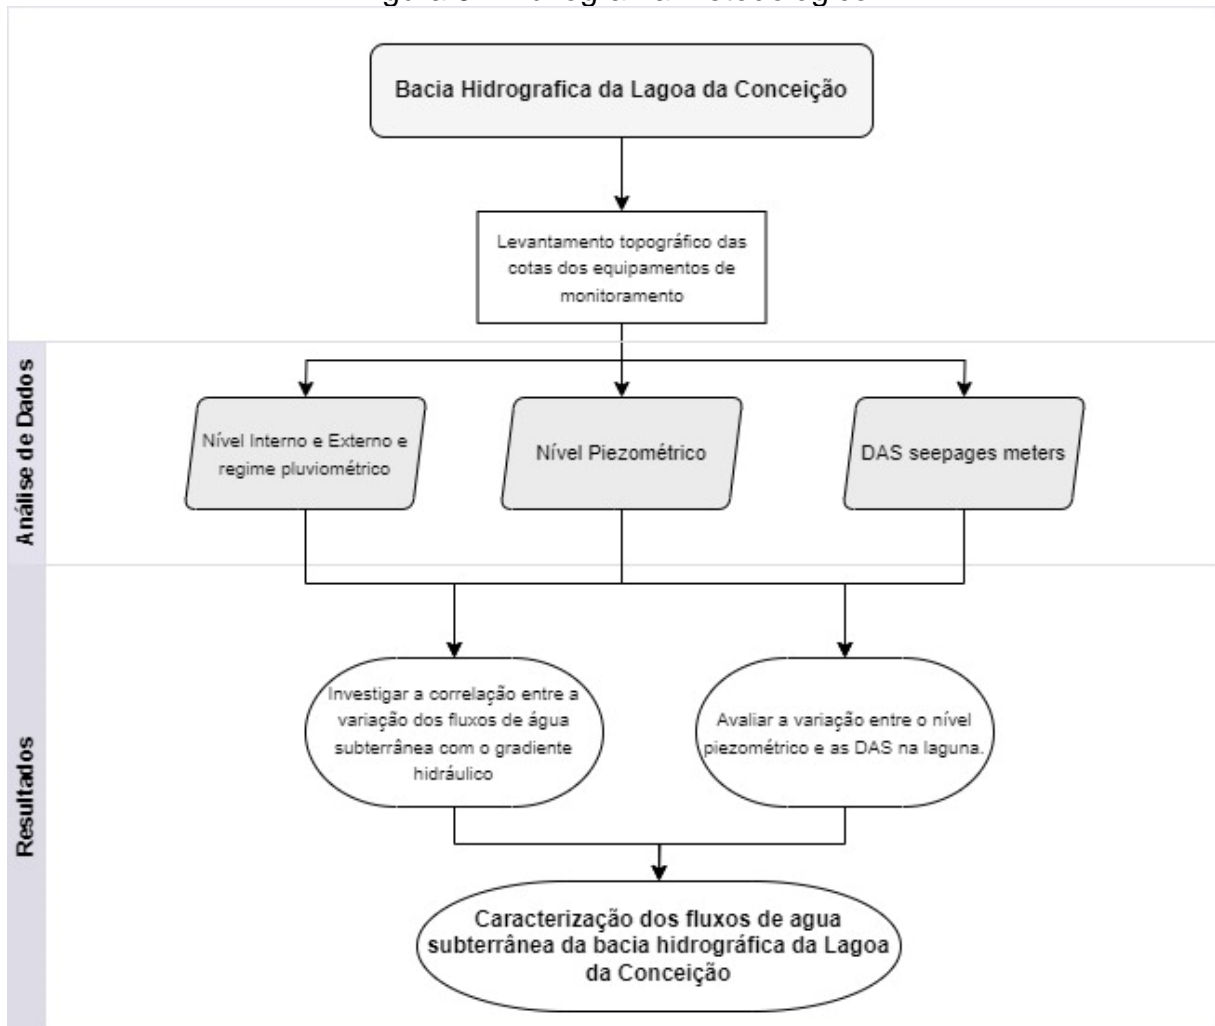 Bacia Hidrografica da Lagoa da Conceição
Levantamento topográfico das
cotas dos equipamentos de
monitoramento
Análise de Dados
Nível Interno e Externo e
regime pluviométrico
Nível Piezométrico
DAS seepages meters
Resultados
Investigar a correlação entre a
variação dos fluxos de água
subterrânea com o gradiente
hidráulico
Avaliar a variação entre o nível
piezométrico e as DAS na laguna.
Caracterização dos fluxos de agua
subterrânea da bacia hidrográfica da Lagoa
da Conceição